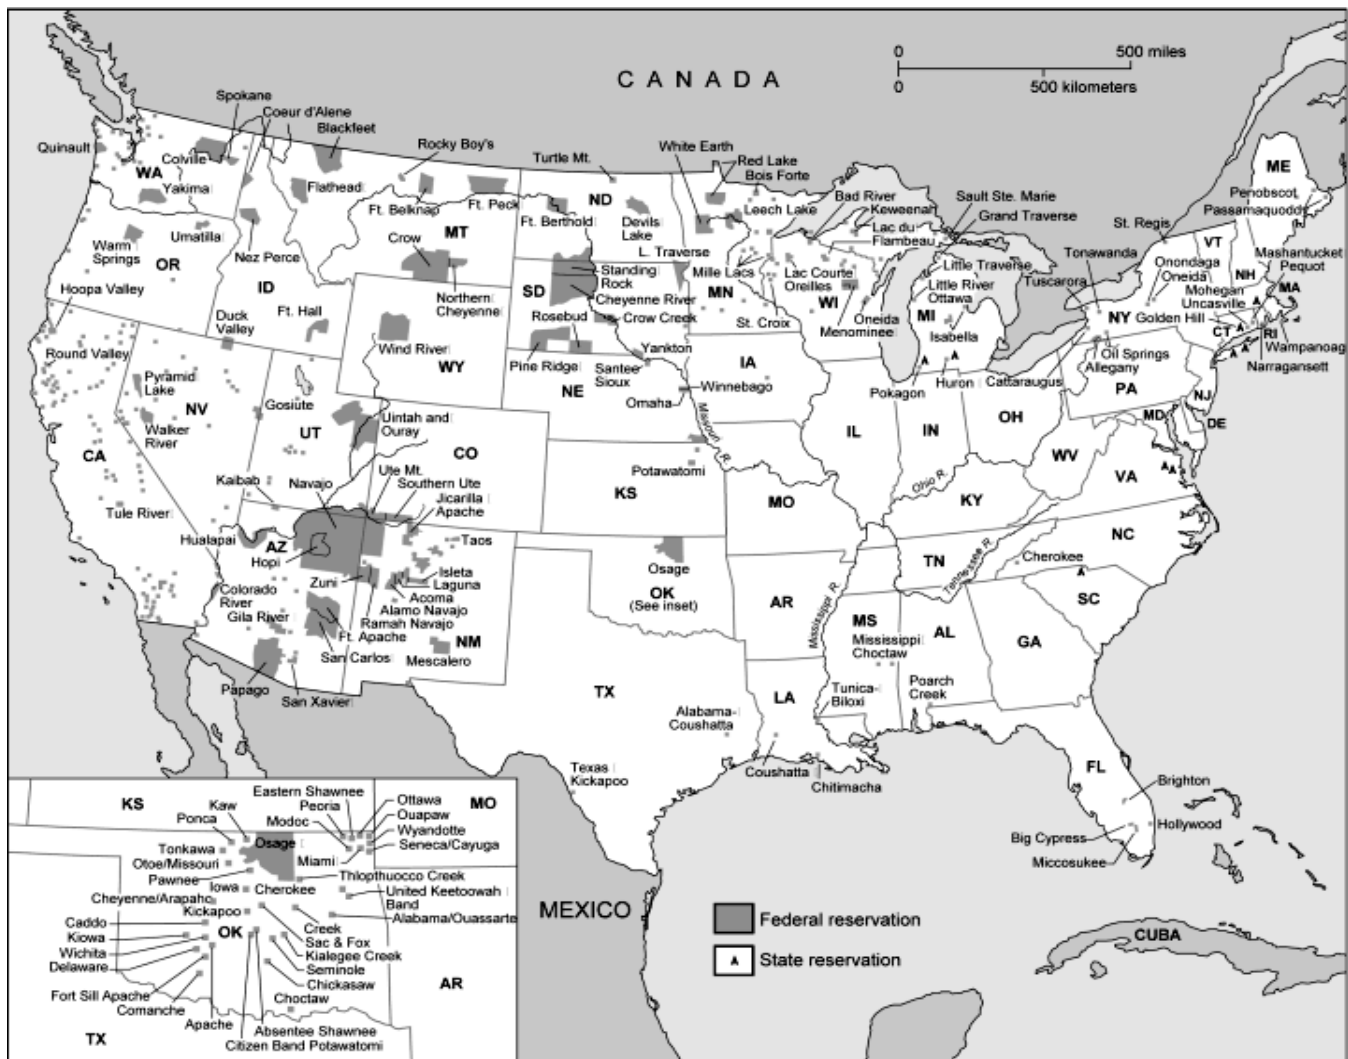 0
500 miles
CANADA
0
500 kilometers
Spokane
Coeur d'Alene
Blackfeet
Rocky Boy's
Turtle Mt.
White Earth
Red Lake
Bois Forte
ME
Quinault
Colville
WA
Yakima
Flathead
Ft. Belknap
Ft. Peck
Ft. Berthold
ND
Devils
Lake
Leech Lake
Bad River
Keweenah
Sault Ste. Marie
Grand Traverse
Lac du
Flambeau
Penobscot
Passamaquoddy
St. Regis
VT
Tonawanda
Warm
Springs
Umatilla
OR
Nez Perce
Crow
MT
L. Traverse
Standing
Rock
Mille Lacs
Lac Courte
Oreilles
Little Traverse
Little River
Ottawa
Tuscarora
Onondaga
Oneida
Mohegan
Uncasville
NH
Mashantucket
Pequot
MA
Hoopa Valley
ID
Ft. Hall
Northern
Cheyenne
SD
Cheyenne River
MN
WI
Oneida
MI
Isabella
NY
Golden Hill
CT
RI
Duck
Valley
Rosebud
Crow Creek
St. Croix
Menominee
Wampanoag
Round Valley
Wind River
WY
Pine Ridge
Yankton
Santee
Sioux
IA
Pokagon
Huron
Cattaraugus
Oil Springs
Allegany
Narragansett
Pyramid
Lake
NV
Gosiute
NE
Winnebago
Omaha
PA
NJ
Walker
River
UT
Uintah and
Ouray
Missouri R.
IL
IN
OH
MD
DE
CA
CO
Potawatomi
WV
VA
Kaibab
Navajo
Ute Mt.
Southern Ute
Jicarilla
Apache
KS
MO
Ohio R.
KY
Tule River
Hualapai
AZ
Hopi
Taos
Osage
OK
(See inset)
TN
Tennessee R.
Cherokee
NC
Zuni
Isleta
Laguna
Acoma
Alamo Navajo
Ramah Navajo
Colorado
River
Gila River
Ft. Apache
San Carlos
NM
Mescalero
AR
Mississippi R.
MS
Mississippi
Choctaw
AL
GA
SC
Papago
San Xavier
TX
LA
Tunica-
Biloxi
Poarch
Creek
Alabama-
Coushatta
Texas
Kickapoo
Coushatta
Chitimacha
FL
Brighton
Big Cypress
Hollywood
Miccosukee
KS
MO
Eastern Shawnee
Peoria
Modoc
Kaw
Ponca
Ottawa
Ouapaw
Wyandotte
Seneca/Cayuga
Tonkawa
Osage
Miami
Otoe/Missouri
Pawnee
Thlopthuocco Creek
Iowa
Cherokee
United Keetoowah
Band
Cheyenne/Arapaho
Kickapoo
Alabama/Ouassarte
Caddo
Kiowa
OK
Creek
Sac & Fox
Wichita
Kialegee Creek
Delaware
Seminole
Chickasaw
Fort Sill Apache
Comanche
Choctaw
AR
Apache
Absentee Shawnee
Citizen Band Potawatomi
TX
MEXICO
Federal reservation
State reservation
CUBA